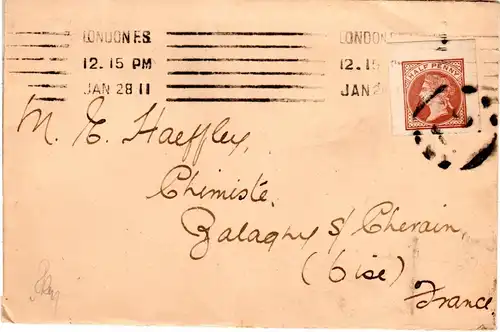 LONDON E.S.
12.15 PM
JAN 28 11
LONDON
12.15
JAN 2
HALF PENNY
M. E. Haeffley,
Chimiste.
Balagny s/ Cherain,
(Oise)
France.